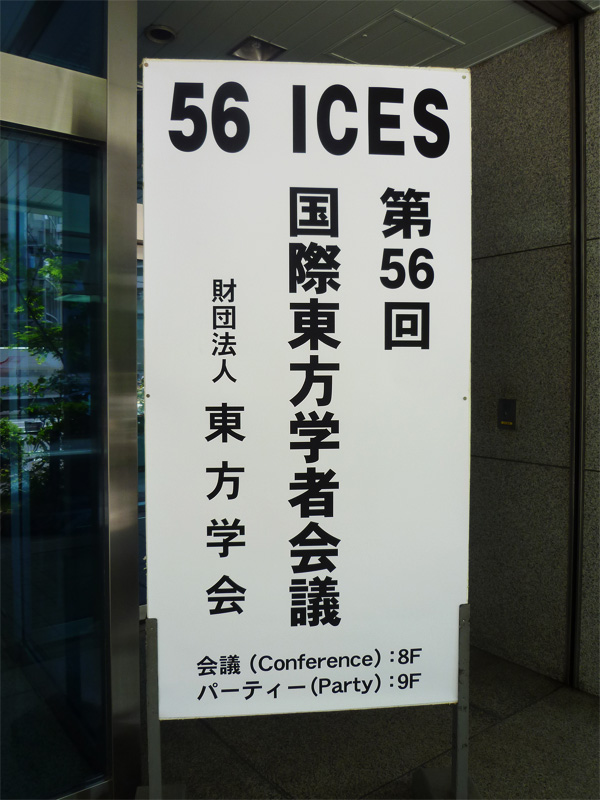 56 ICES
第56回
国際東方学者会議
財団法人 東方学会
会議 (Conference) :8F
パーティー(Party) :9F